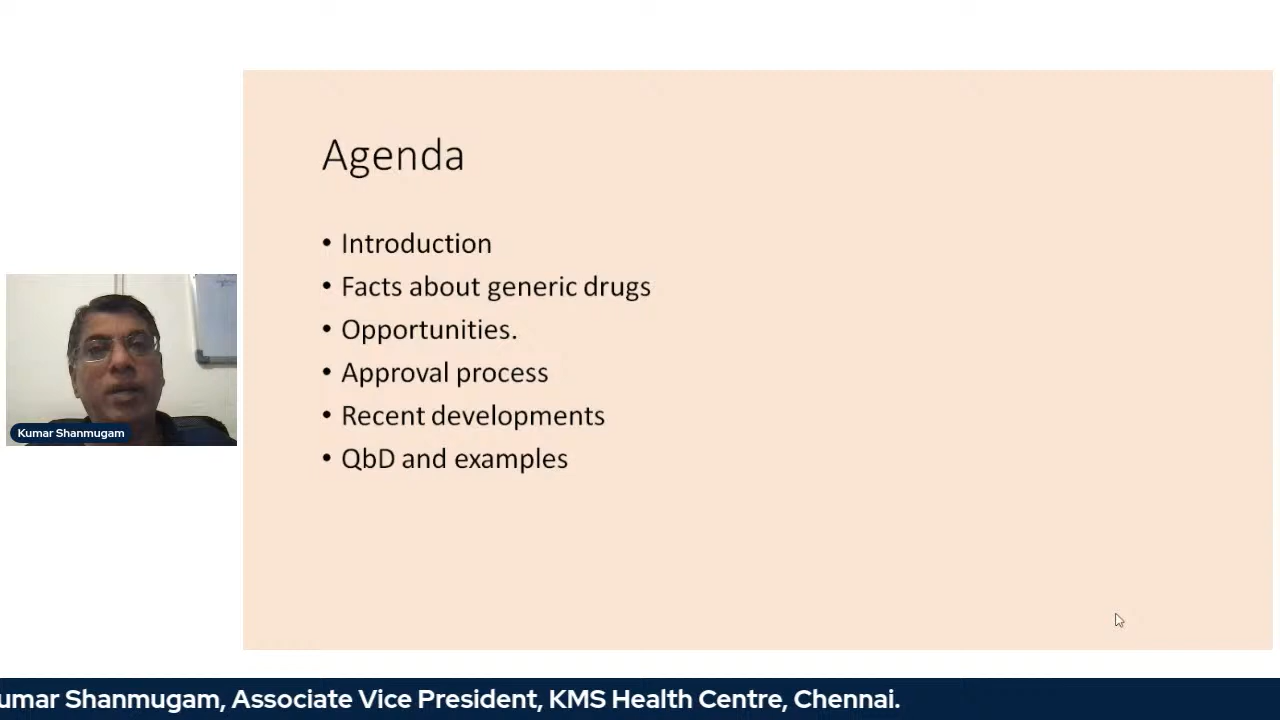 Agenda
• Introduction
• Facts about generic drugs
• Opportunities.
• Approval process
• Recent developments
• QbD and examples
Kumar Shanmugam
umar Shanmugam, Associate Vice President, KMS Health Centre, Chennai.